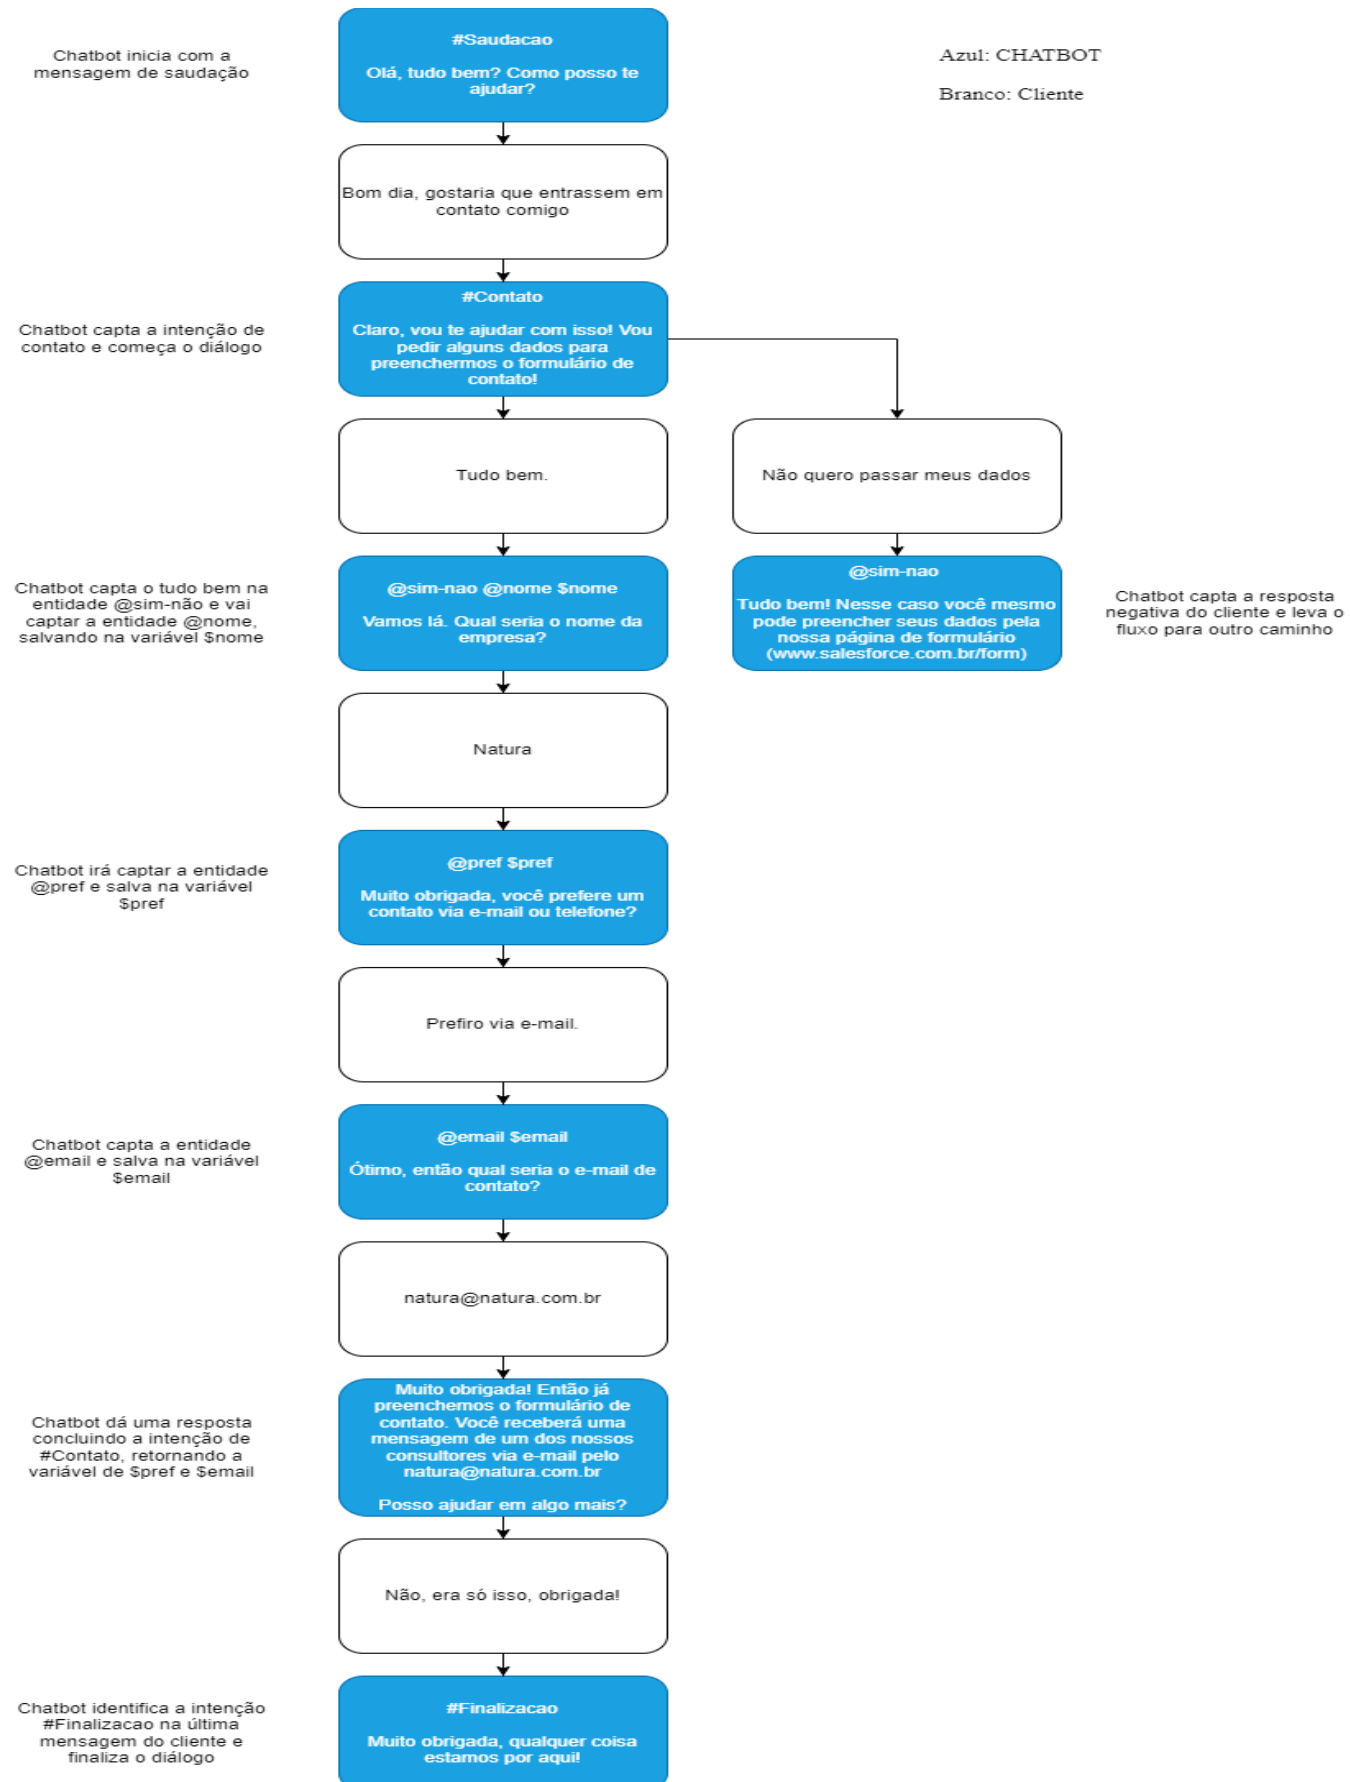 #Saudacao
Olá, tudo bem? Como posso te
ajudar?
Chatbot inicia com a
mensagem de saudação
Azul: CHATBOT
Branco: Cliente
Bom dia, gostaria que entrassem em
contato comigo
Chatbot capta a intenção de
contato e começa o diálogo
#Contato
Claro, vou te ajudar com isso! Vou
pedir alguns dados para
preenchermos o formulário de
contato!
Tudo bem.
Não quero passar meus dados
Chatbot capta o tudo bem na
entidade @sim-não e vai
captar a entidade @nome,
salvando na variável $nome
@sim-nao @nome $nome
Vamos lá. Qual seria o nome da
empresa?
@sim-nao
Tudo bem! Nesse caso você mesmo
pode preencher seus dados pela
nossa página de formulário
(www.salesforce.com.br/form)
Chatbot capta a resposta
negativa do cliente e leva o
fluxo para outro caminho
Natura
Chatbot irá captar a entidade
@pref e salva na variável
$pref
@pref $pref
Muito obrigada, você prefere um
contato via e-mail ou telefone?
Prefiro via e-mail.
Chatbot capta a entidade
@email e salva na variável
$email
@email $email
Ótimo, então qual seria o e-mail de
contato?
natura@natura.com.br
Chatbot dá uma resposta
concluindo a intenção de
#Contato, retornando a
variável de $pref e $email
Muito obrigada! Então já
preenchemos o formulário de
contato. Você receberá uma
mensagem de um dos nossos
consultores via e-mail pelo
natura@natura.com.br
Posso ajudar em algo mais?
Não, era só isso, obrigada!
Chatbot identifica a intenção
#Finalizacao na última
mensagem do cliente e
finaliza o diálogo
#Finalizacao
Muito obrigada, qualquer coisa
estamos por aqui!